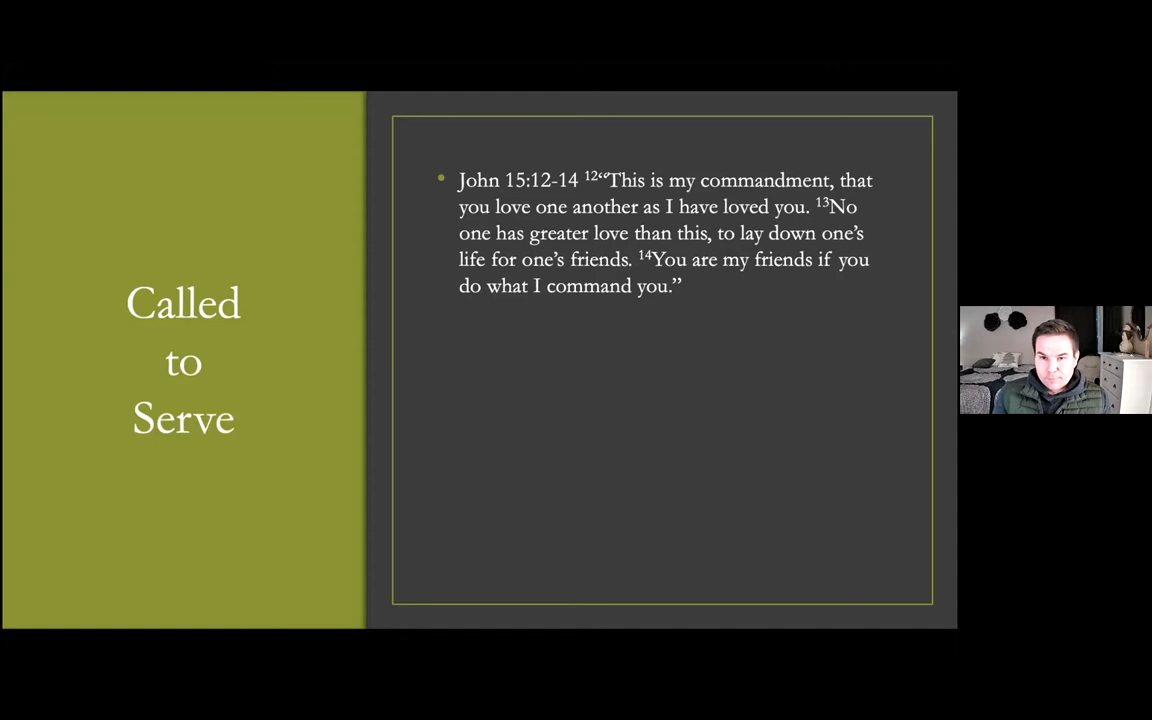 Called
to
Serve
• John 15:12-14 ¹²“This is my commandment, that
you love one another as I have loved you. ¹³No
one has greater love than this, to lay down one’s
life for one’s friends. ¹⁴You are my friends if you
do what I command you.”